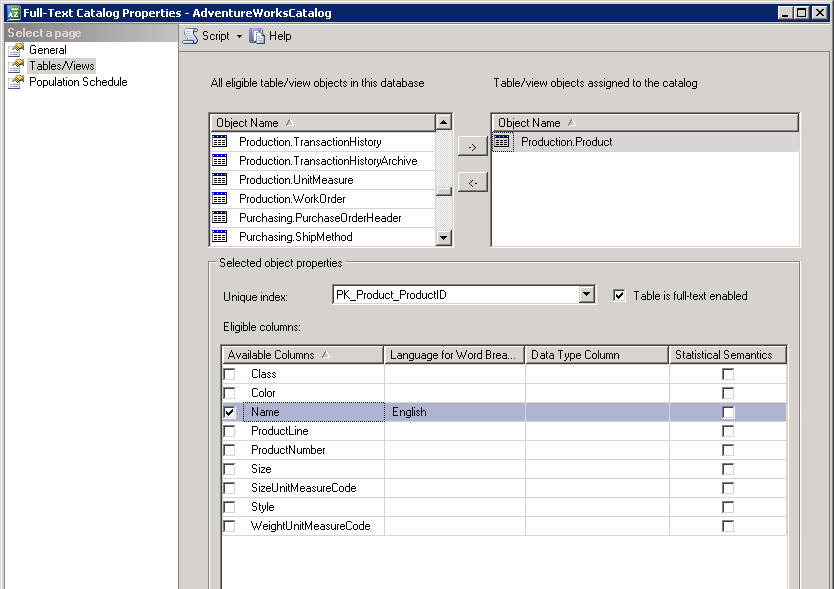 Full-Text Catalog Properties - AdventureWorksCatalog
Select a page
General
Tables/Views
Population Schedule
Script
Help
All eligible table/view objects in this database
Table/view objects assigned to the catalog
Object Name
Production.TransactionHistory
Production.TransactionHistoryArchive
Production.UnitMeasure
Production.WorkOrder
Purchasing.PurchaseOrderHeader
Purchasing.ShipMethod
->
<-
Object Name
Production.Product
Selected object properties
Unique index:
PK_Product_ProductID
Table is full-text enabled
Eligible columns:
Available Columns Language for Word Brea... Data Type Column Statistical Semantics
Class
Color
Name English
ProductLine
ProductNumber
Size
SizeUnitMeasureCode
Style
WeightUnitMeasureCode